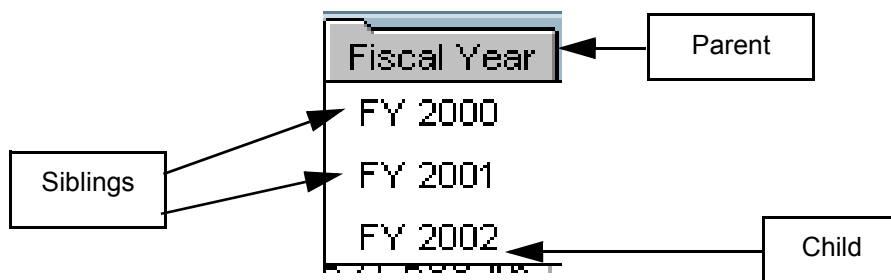 Parent
Fiscal Year
FY 2000
Siblings
FY 2001
FY 2002
Child